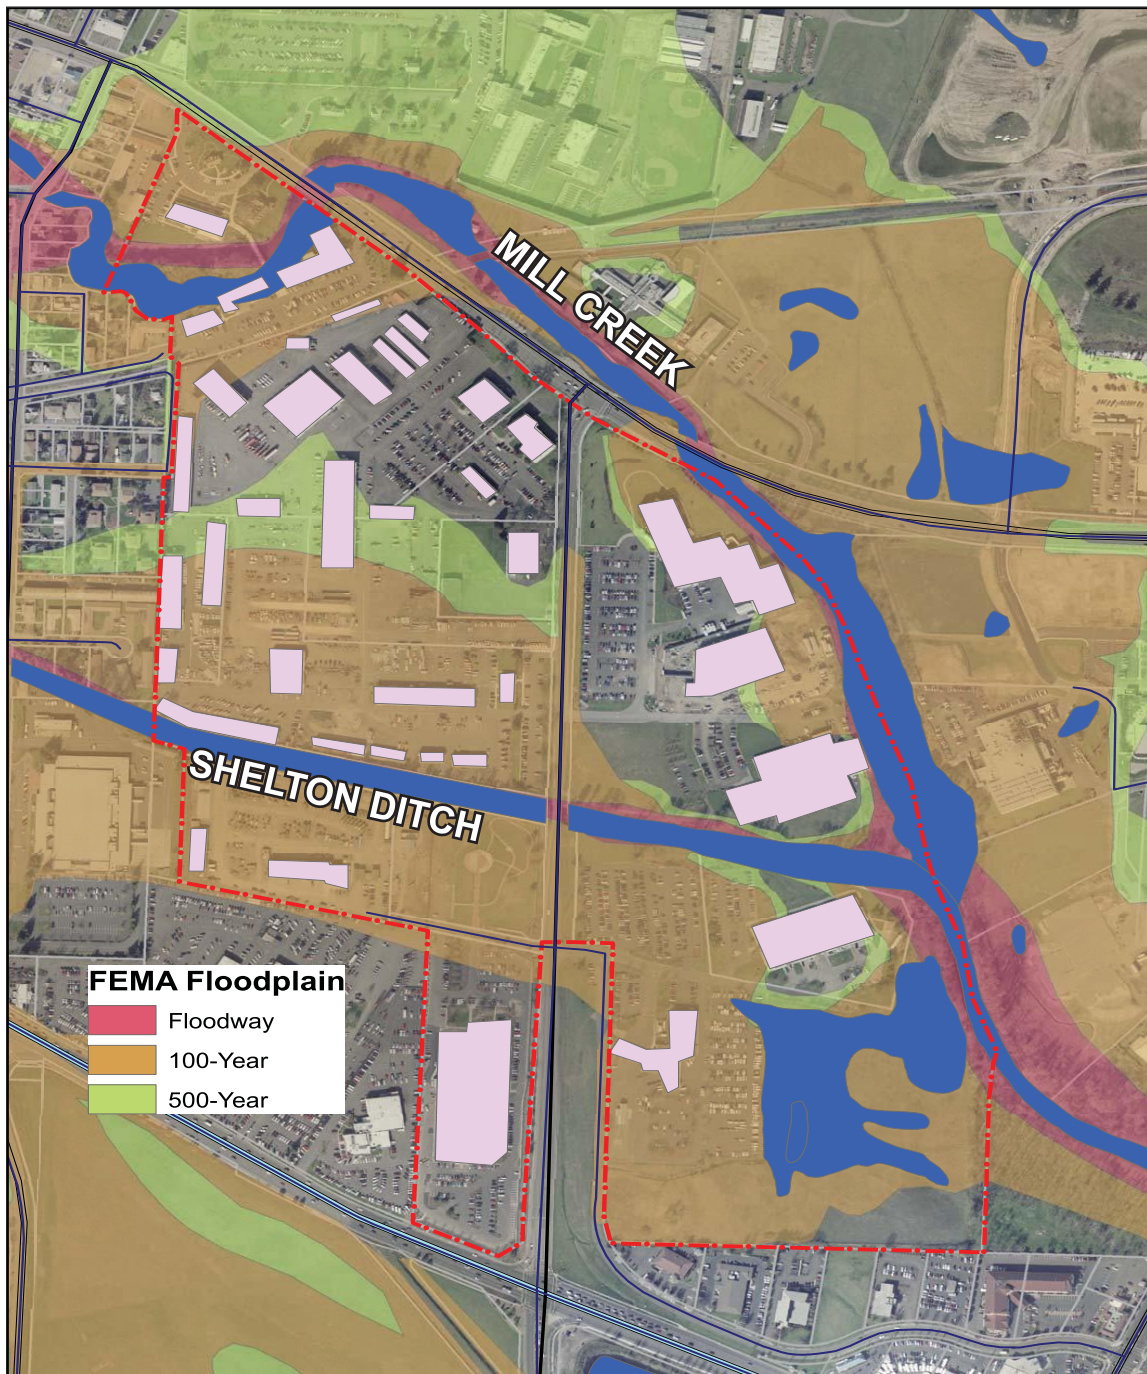 MILL CREEK
SHELTON DITCH
FEMA Floodplain
Floodway
100-Year
500-Year